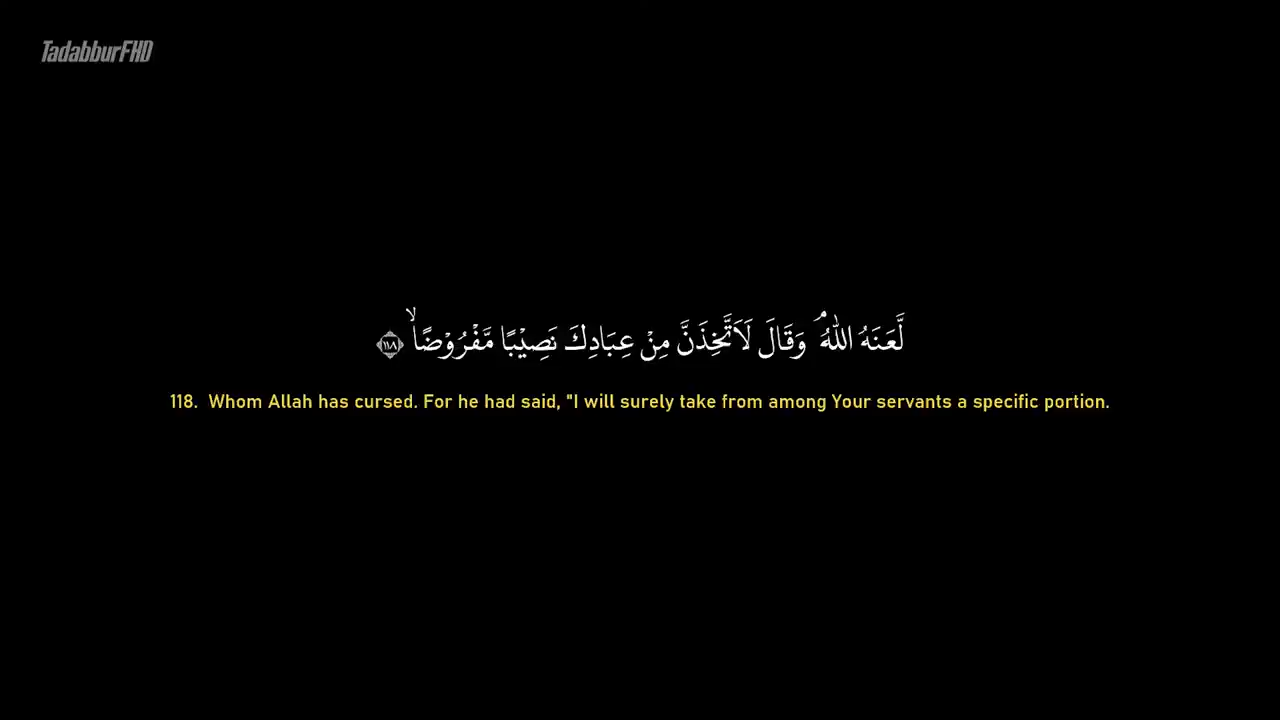 TadabburFHD
لَّعَنَهُ اللّٰهُ ۘ وَقَالَ لَاَتَّخِذَنَّ مِنْ عِبَادِكَ نَصِيْبًا مَّفْرُوْضًا ۙ ١١٨
118. Whom Allah has cursed. For he had said, "I will surely take from among Your servants a specific portion.